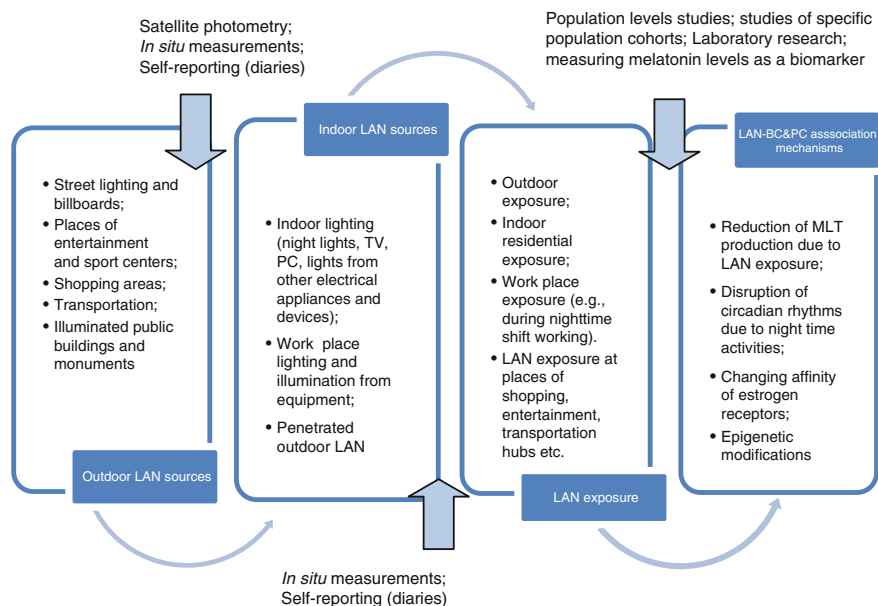 Satellite photometry;
In situ measurements;
Self-reporting (diaries)
Population levels studies; studies of specific
population cohorts; Laboratory research;
measuring melatonin levels as a biomarker
• Street lighting and
billboards;
• Places of
entertainment
and sport centers;
• Shopping areas;
• Transportation;
• Illuminated public
buildings and
monuments
Outdoor LAN sources
Indoor LAN sources
• Indoor lighting
(night lights, TV,
PC, lights from
other electrical
appliances and
devices);
• Work place
lighting and
illumination from
equipment;
• Penetrated
outdoor LAN
In situ measurements;
Self-reporting (diaries)
• Outdoor
exposure;
• Indoor
residential
exposure;
• Work place
exposure (e.g.,
during nighttime
shift working).
• LAN exposure at
places of
shopping,
entertainment,
transportation
hubs etc.
LAN exposure
LAN-BC&PC asssociation
mechanisms
• Reduction of MLT
production due to
LAN exposure;
• Disruption of
circadian rhythms
due to night time
activities;
• Changing affinity
of estrogen
receptors;
• Epigenetic
modifications